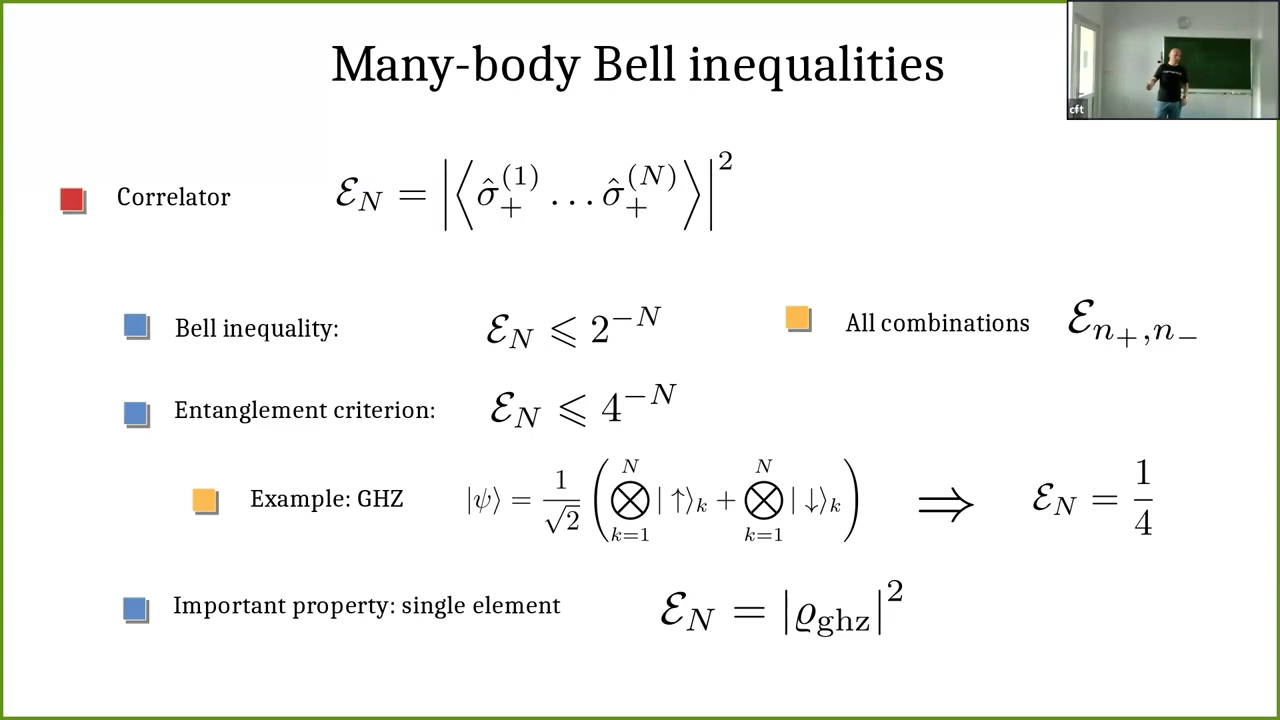 Many-body Bell inequalities
cft
Correlator $\mathcal{E}_N = \left| \left\langle \hat{\sigma}_+^{(1)} \ldots \hat{\sigma}_+^{(N)} \right\rangle \right|^2$
Bell inequality: $\mathcal{E}_N \leqslant 2^{-N}$ All combinations $\mathcal{E}_{n_+, n_-}$
Entanglement criterion: $\mathcal{E}_N \leqslant 4^{-N}$
Example: GHZ $|\psi\rangle = \frac{1}{\sqrt{2}} \left( \bigotimes_{k=1}^{N} |\uparrow\rangle_k + \bigotimes_{k=1}^{N} |\downarrow\rangle_k \right) \Rightarrow \mathcal{E}_N = \frac{1}{4}$
Important property: single element $\mathcal{E}_N = \left| \varrho_{\text{ghz}} \right|^2$